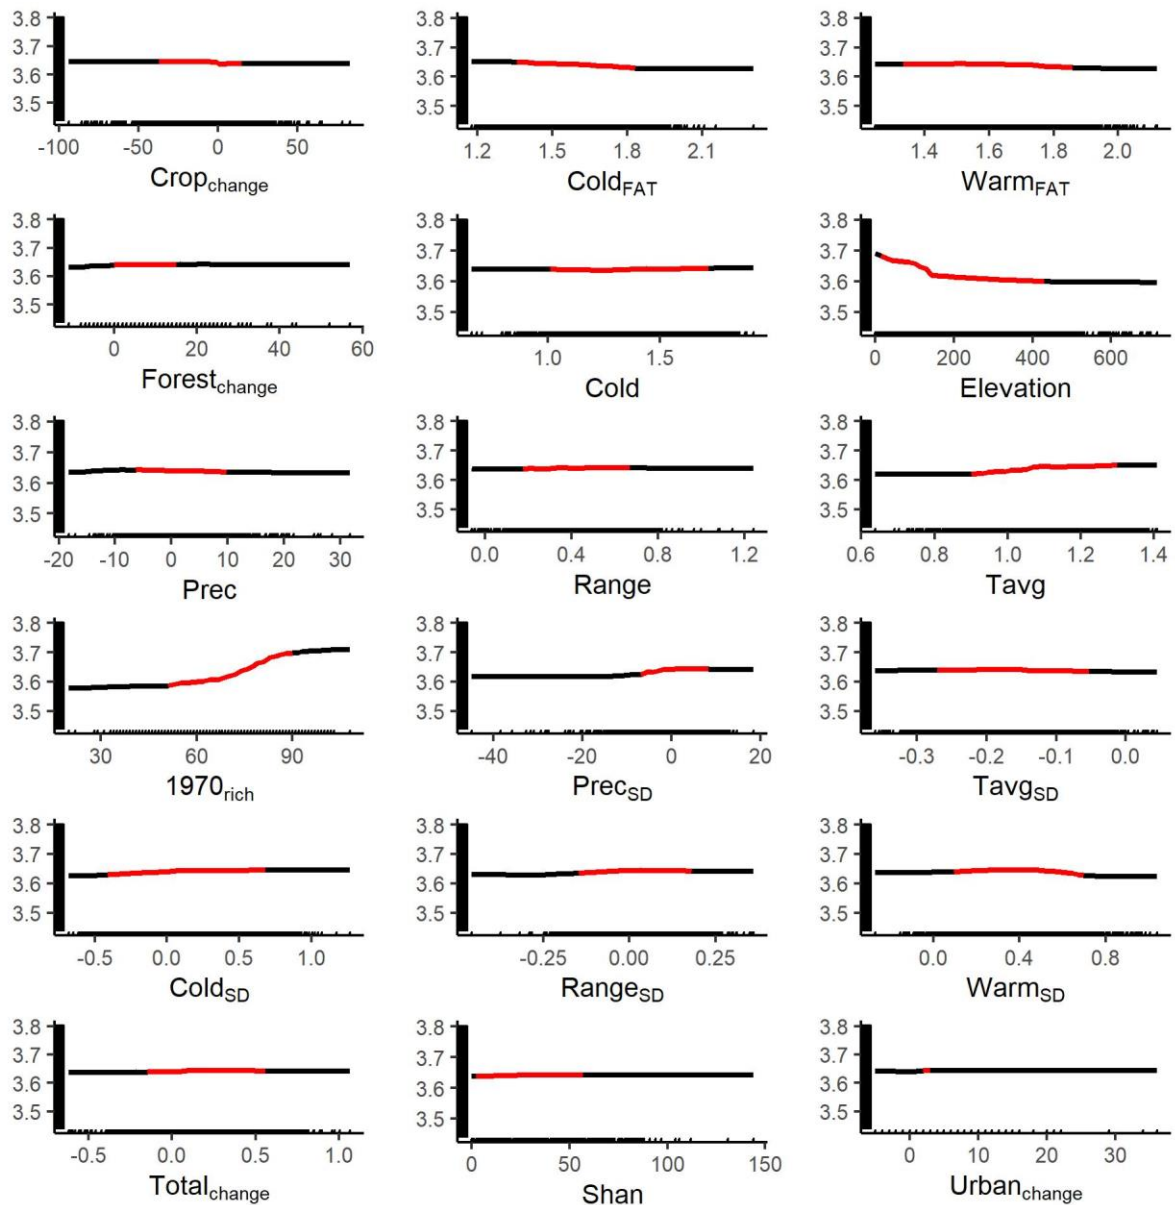 3.8
3.7
3.6
3.5
-100 -50 0 50
Crop change
3.8
3.7
3.6
3.5
1.2 1.5 1.8 2.1
Cold FAT
3.8
3.7
3.6
3.5
1.4 1.6 1.8 2.0
Warm FAT
3.8
3.7
3.6
3.5
0 20 40 60
Forest change
3.8
3.7
3.6
3.5
1.0 1.5
Cold
3.8
3.7
3.6
3.5
0 200 400 600
Elevation
3.8
3.7
3.6
3.5
-20 -10 0 10 20 30
Prec
3.8
3.7
3.6
3.5
0.0 0.4 0.8 1.2
Range
3.8
3.7
3.6
3.5
0.6 0.8 1.0 1.2 1.4
Tavg
3.8
3.7
3.6
3.5
30 60 90
1970 rich
3.8
3.7
3.6
3.5
-40 -20 0 20
Prec SD
3.8
3.7
3.6
3.5
-0.3 -0.2 -0.1 0.0
Tavg SD
3.8
3.7
3.6
3.5
-0.5 0.0 0.5 1.0
Cold SD
3.8
3.7
3.6
3.5
-0.25 0.00 0.25
Range SD
3.8
3.7
3.6
3.5
0.0 0.4 0.8
Warm SD
3.8
3.7
3.6
3.5
-0.5 0.0 0.5 1.0
Total change
3.8
3.7
3.6
3.5
0 50 100 150
Shan
3.8
3.7
3.6
3.5
0 10 20 30
Urban change